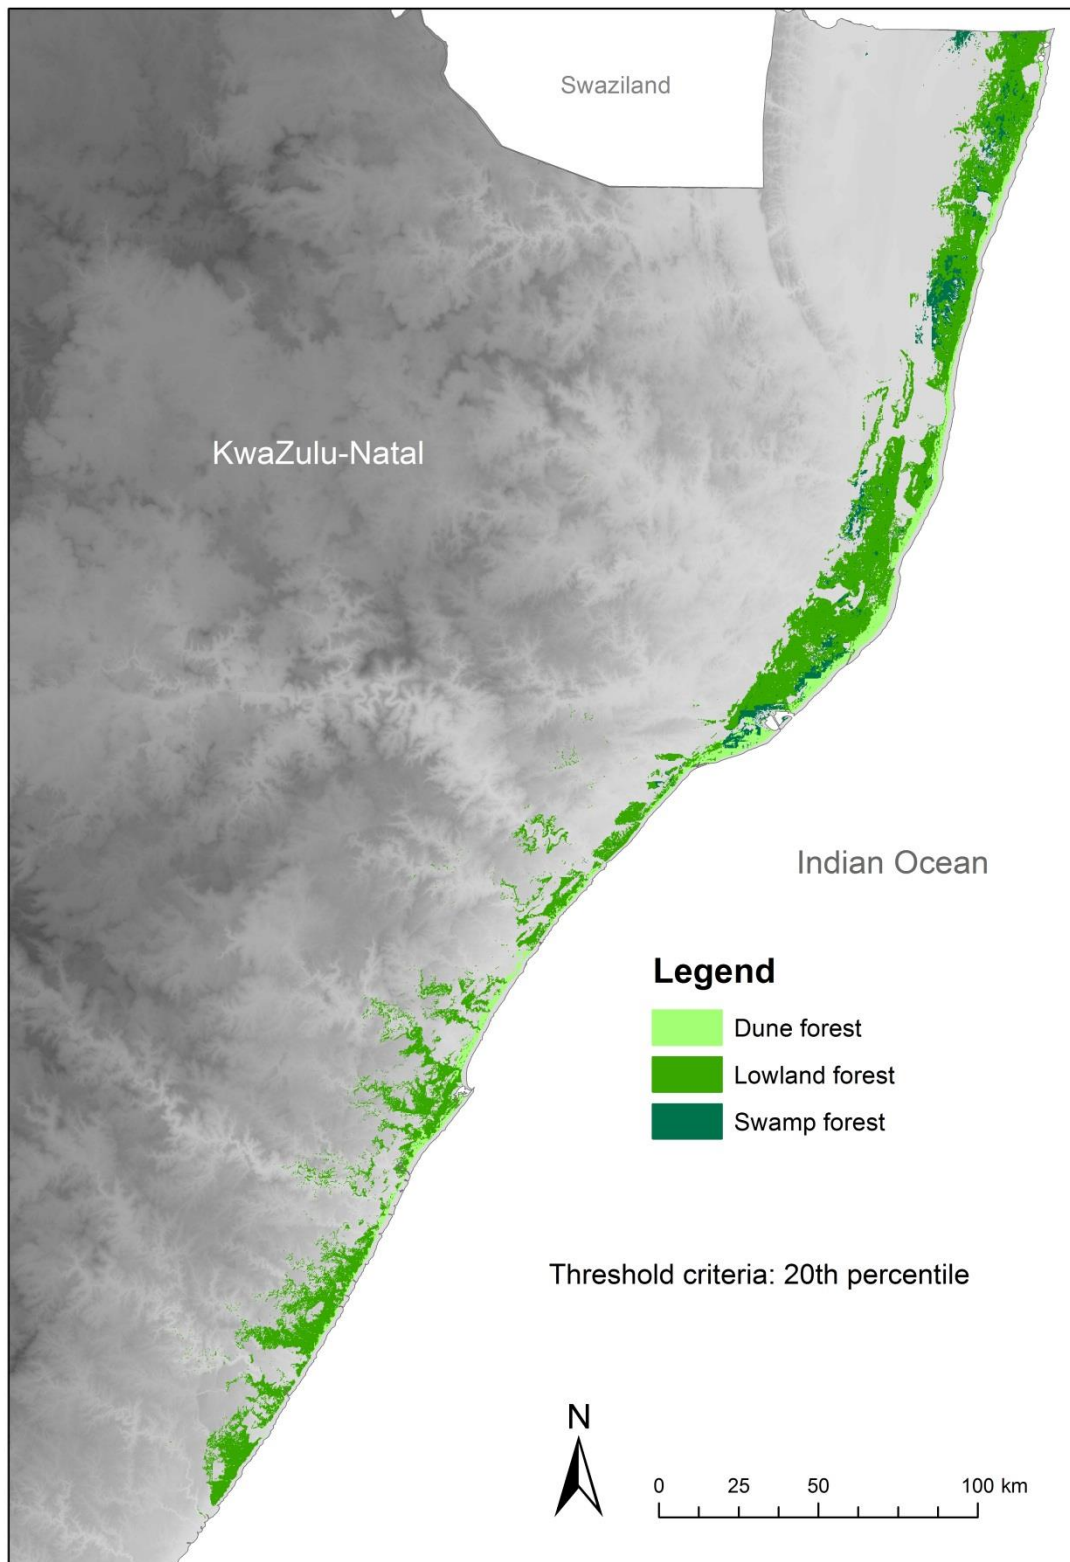 Swaziland
KwaZulu-Natal
Indian Ocean
Legend
Dune forest
Lowland forest
Swamp forest
Threshold criteria: 20th percentile
N
0 25 50 100 km